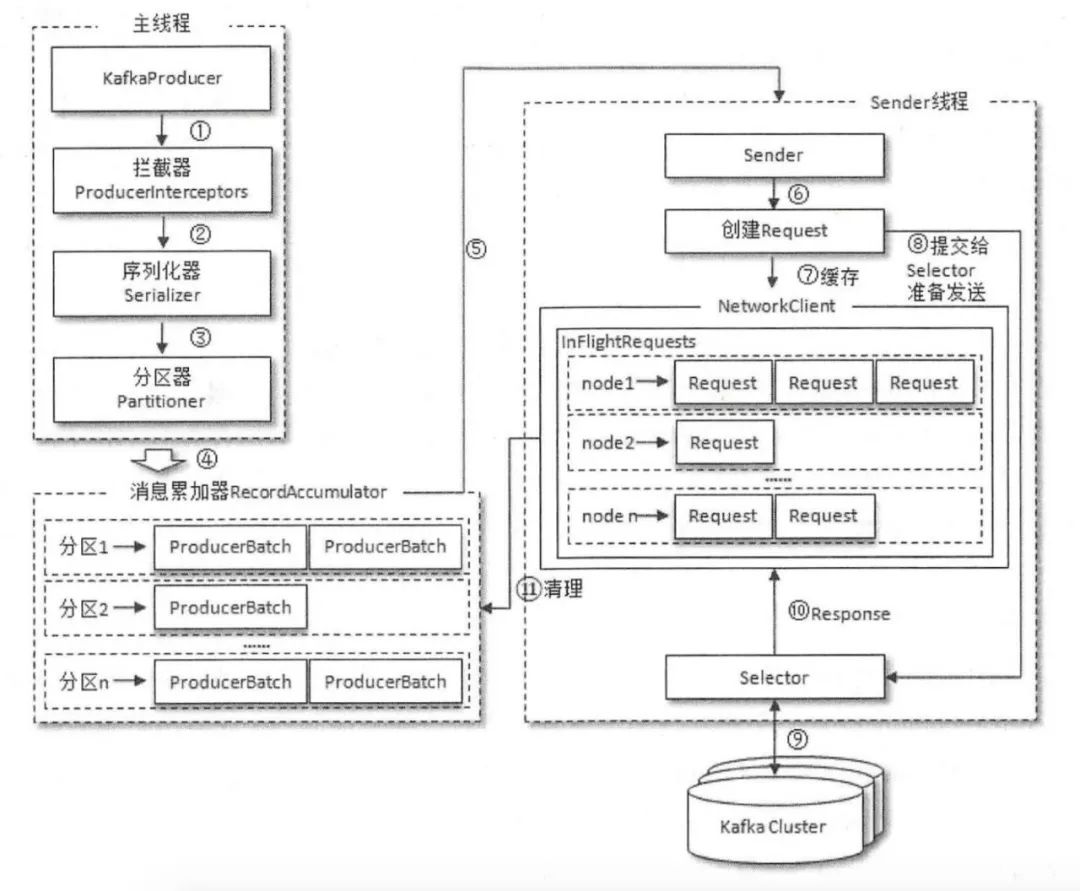 主线程
KafkaProducer
①
拦截器
ProducerInterceptors
②
序列化器
Serializer
③
分区器
Partitioner
④
消息累加器RecordAccumulator
分区1
ProducerBatch
ProducerBatch
分区2
ProducerBatch
......
分区n
ProducerBatch
ProducerBatch
⑤
Sender线程
Sender
⑥
创建Request
⑦缓存
⑧提交给
Selector
准备发送
NetworkClient
InFlightRequests
node1
Request
Request
Request
node2
Request
......
node n
Request
Request
⑪清理
⑩Response
Selector
⑨
Kafka Cluster